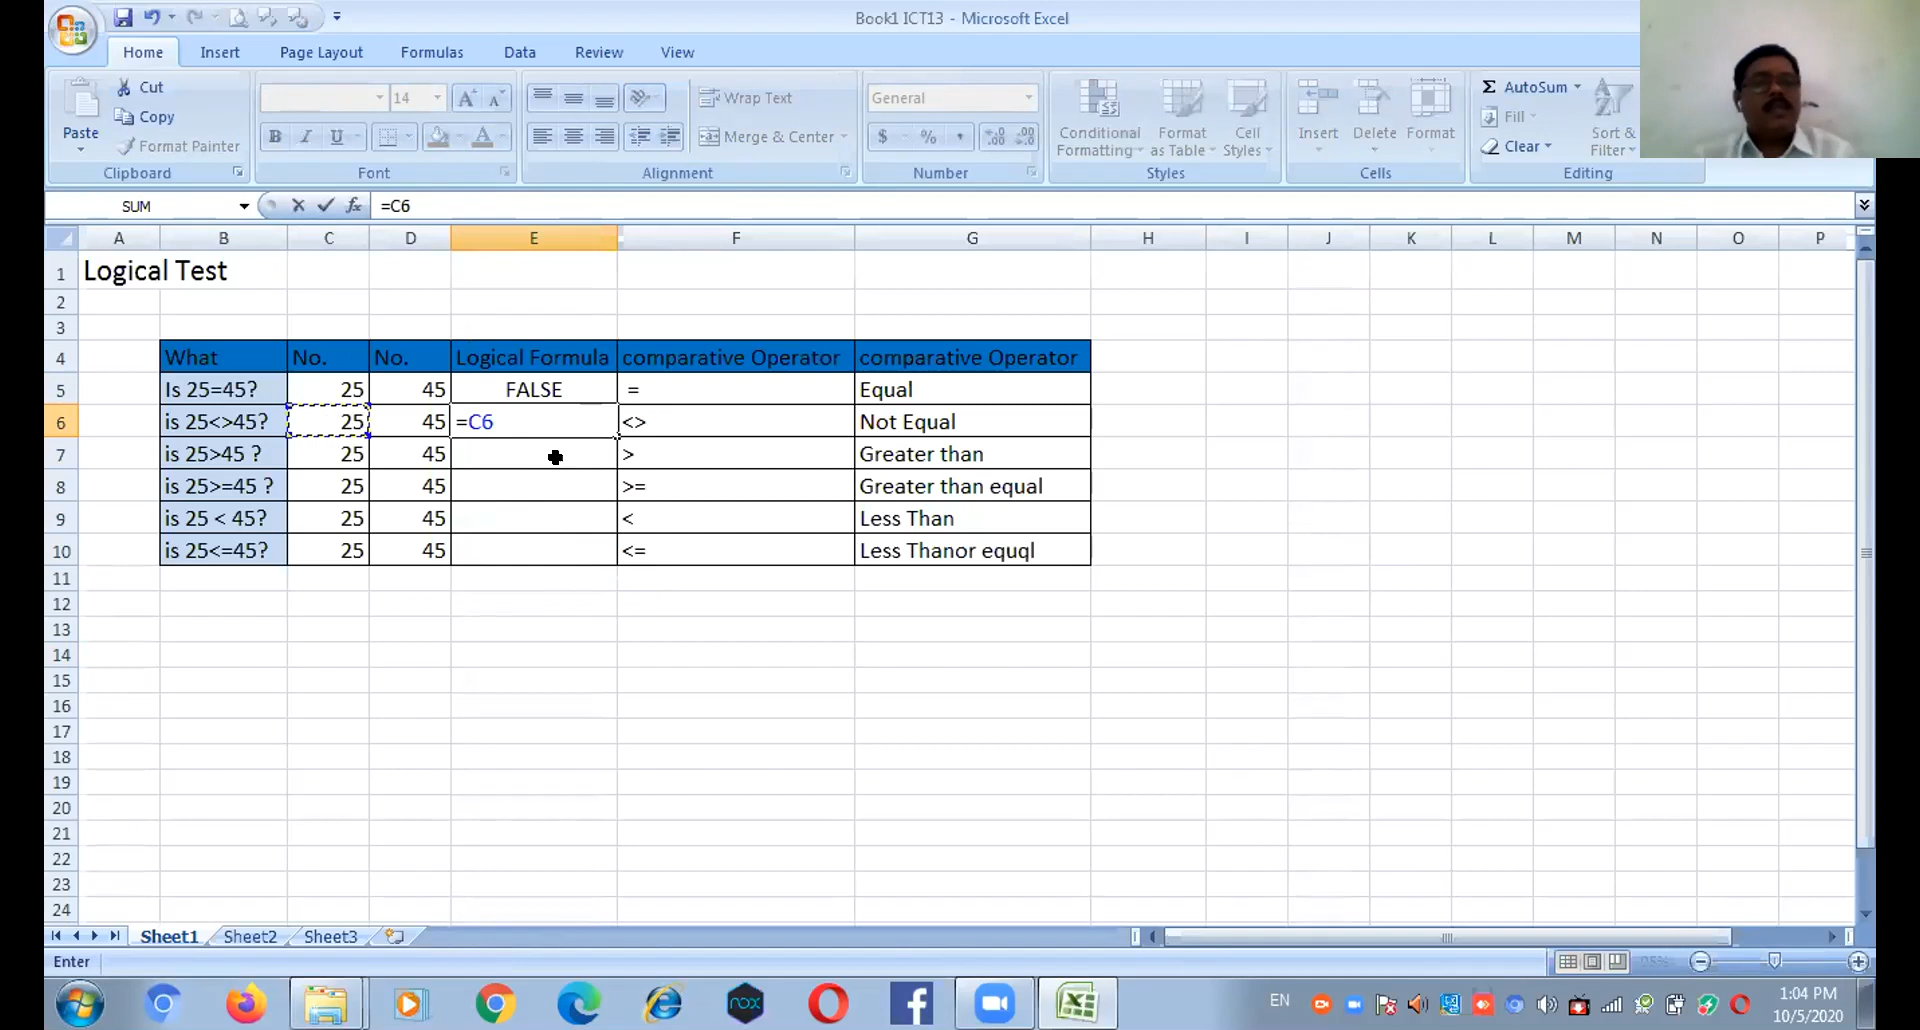 Book1 ICT13 - Microsoft Excel
Home Insert Page Layout Formulas Data Review View
Cut
Copy
Format Painter
Paste
Clipboard
14
B I U
Font
Wrap Text
Merge & Center
Alignment
General
$ % ,
Number
Conditional Formatting
Format as Table
Cell Styles
Styles
Insert Delete Format
Cells
Σ AutoSum
Fill
Clear
Sort & Filter
Editing
SUM fx =C6
A B C D E F G H I J K L M N O P
1 Logical Test
2
3
4 What No. No. Logical Formula comparative Operator comparative Operator
5 Is 25=45? 25 45 FALSE = Equal
6 is 25<>45? 25 45 =C6 <> Not Equal
7 is 25>45 ? 25 45 > Greater than
8 is 25>=45 ? 25 45 >= Greater than equal
9 is 25 < 45? 25 45 < Less Than
10 is 25<=45? 25 45 <= Less Thanor equql
11
12
13
14
15
16
17
18
19
20
21
22
23
24
Sheet1 Sheet2 Sheet3
Enter
nox
EN
1:04 PM
10/5/2020